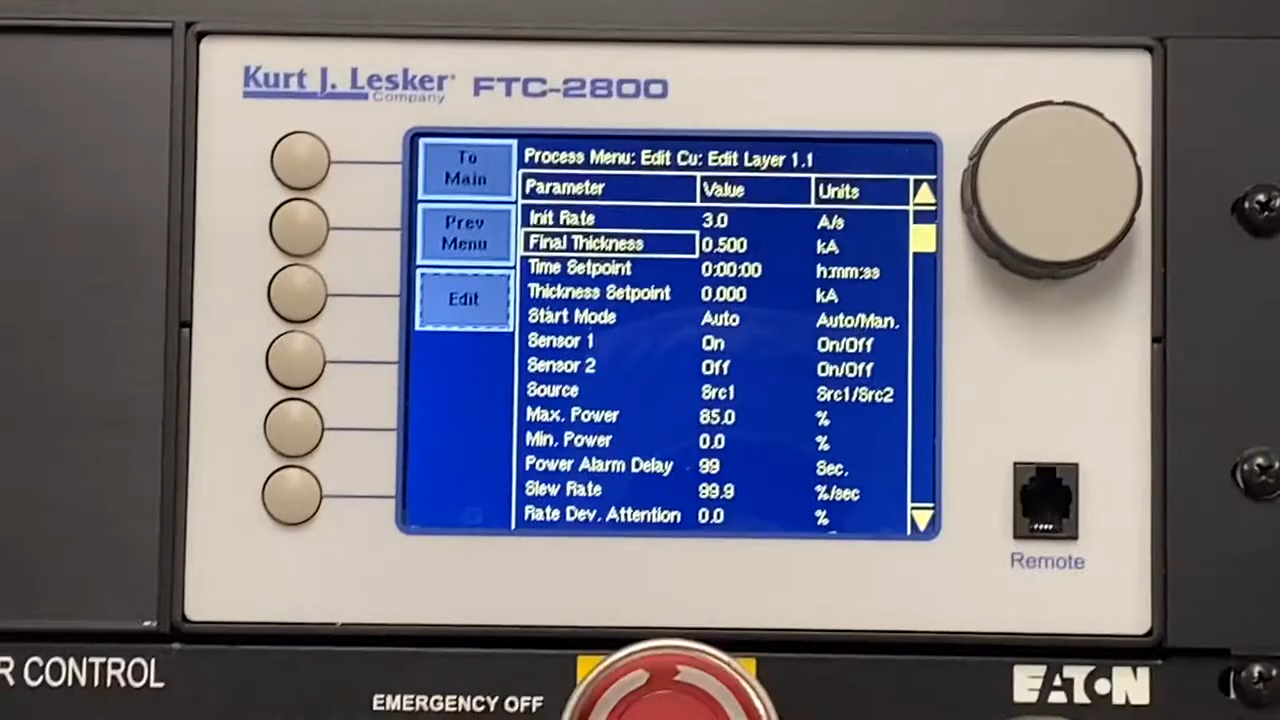 Kurt J. Lesker
Company
FTC-2800
To
Main
Prev
Menu
Edit
Process Menu: Edit Cu: Edit Layer 1.1
Parameter Value Units
Init Rate 3.0 A/s
Final Thickness 0.500 kA
Time Setpoint 0:00:00 h:mm:ss
Thickness Setpoint 0.000 kA
Start Mode Auto Auto/Man.
Sensor 1 On On/Off
Sensor 2 Off On/Off
Source Src1 Src1/Src2
Max. Power 85.0 %
Min. Power 0.0 %
Power Alarm Delay 99 Sec.
Slew Rate 99.9 %/sec
Rate Dev. Attention 0.0 %
Remote
R CONTROL
EMERGENCY OFF
EATON